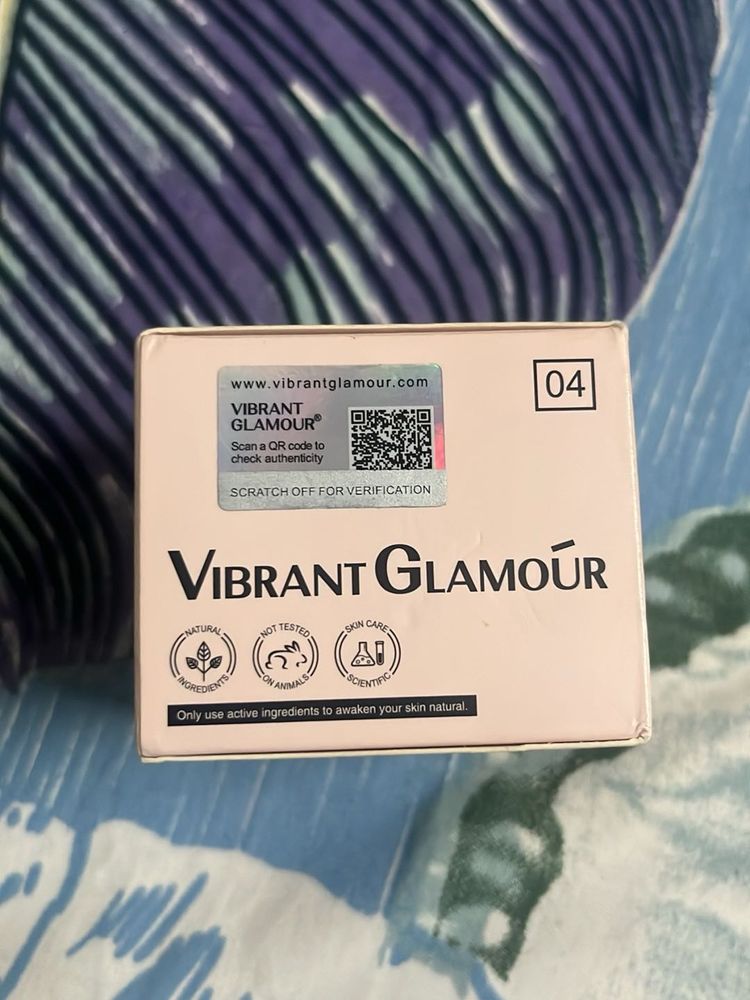 www.vibrantglamour.com
VIBRANT
GLAMOUR®
Scan a QR code to
check authenticity
SCRATCH OFF FOR VERIFICATION
04
VIBRANT GLAMOÚR
NATURAL
INGREDIENTS
NOT TESTED
ON ANIMALS
SKIN CARE
SCIENTIFIC
Only use active ingredients to awaken your skin natural.